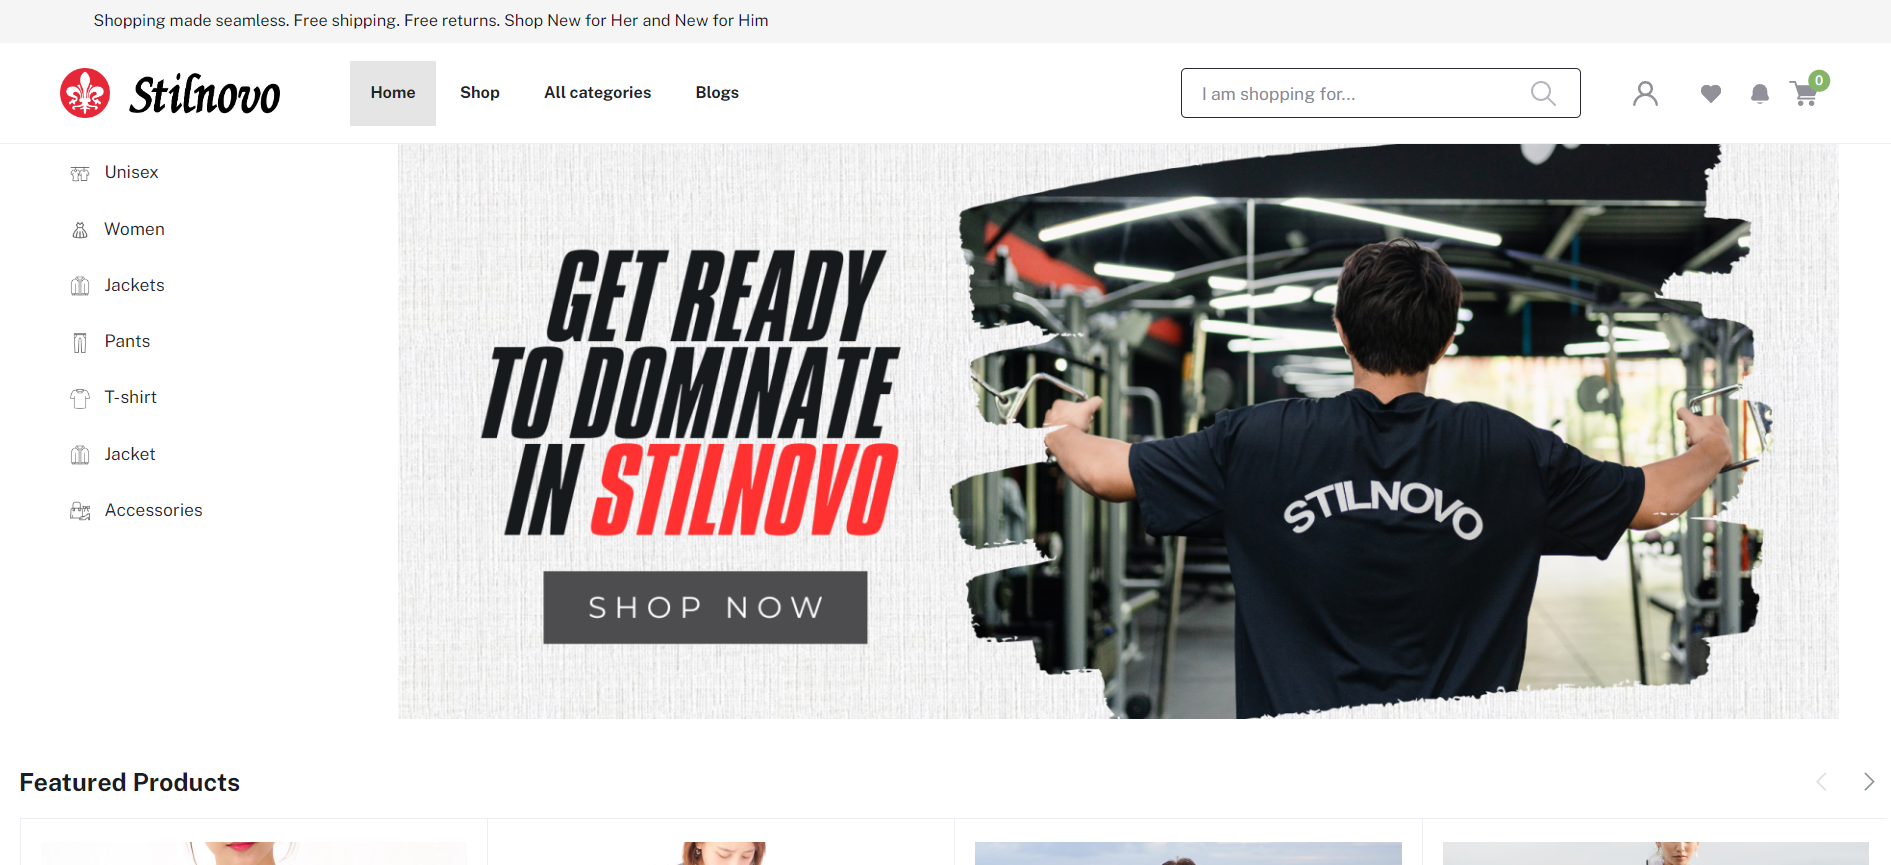 Shopping made seamless. Free shipping. Free returns. Shop New for Her and New for Him
Stilnovo
Home Shop All categories Blogs
I am shopping for...
0
Unisex
Women
Jackets
Pants
T-shirt
Jacket
Accessories
GET READY
TO DOMINATE
IN STILNOVO
SHOP NOW
STILNOVO
Featured Products